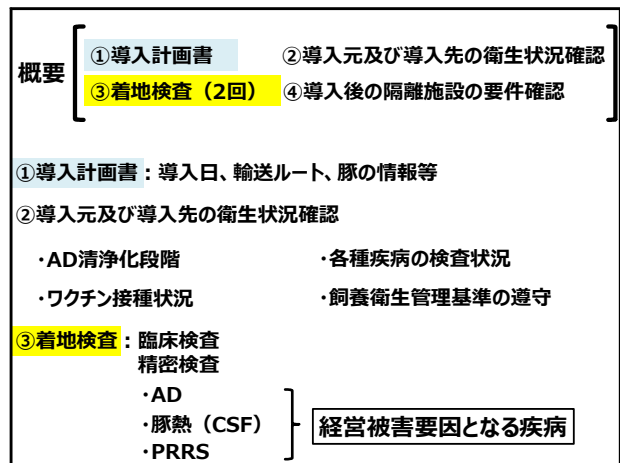 概要
①導入計画書 ②導入元及び導入先の衛生状況確認
③着地検査（2回） ④導入後の隔離施設の要件確認
①導入計画書：導入日、輸送ルート、豚の情報等
②導入元及び導入先の衛生状況確認
・AD清浄化段階 ・各種疾病の検査状況
・ワクチン接種状況 ・飼養衛生管理基準の遵守
③着地検査：臨床検査
精密検査
・AD
・豚熱（CSF）
・PRRS
経営被害要因となる疾病